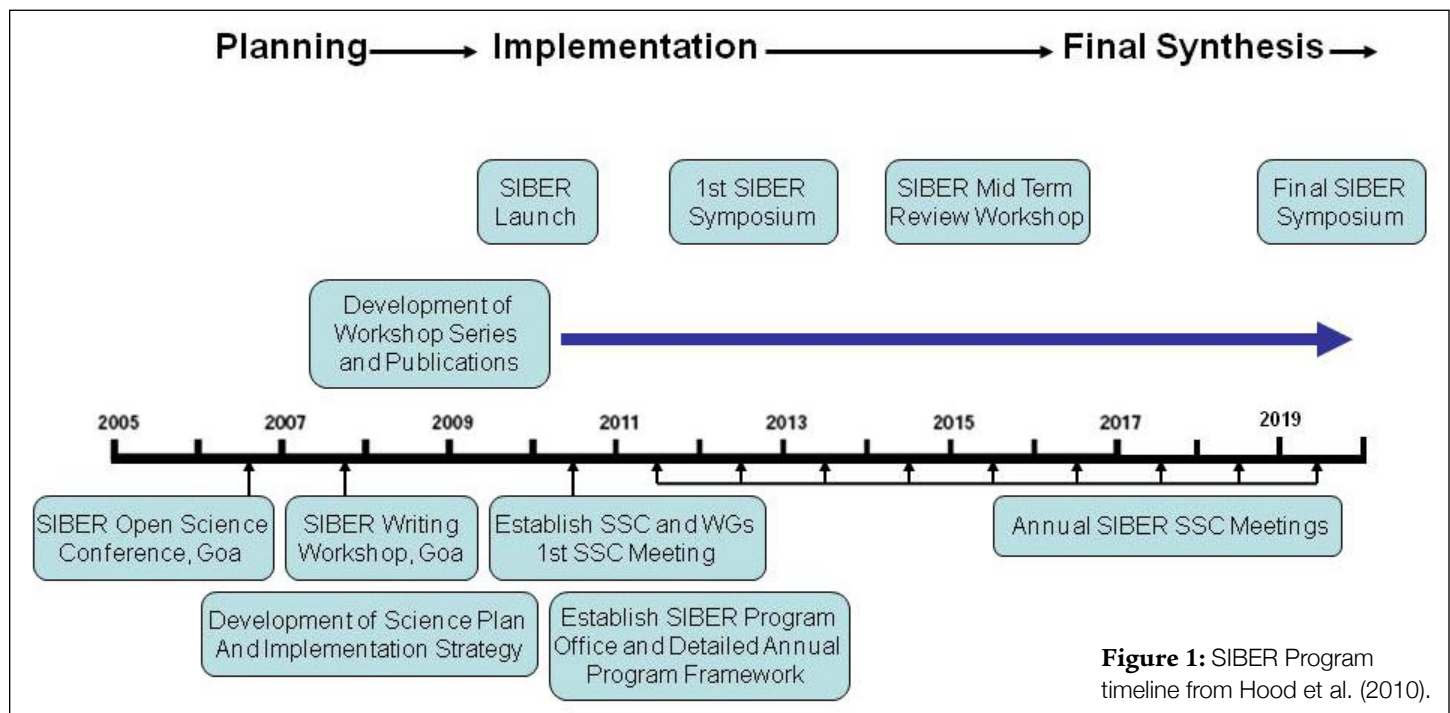 Planning Implementation Final Synthesis
SIBER
Launch
1st SIBER
Symposium
SIBER Mid Term
Review Workshop
Final SIBER
Symposium
Development of
Workshop Series
and Publications
2005 2007 2009 2011 2013 2015 2017 2019
SIBER Open Science
Conference, Goa
SIBER Writing
Workshop, Goa
Establish SSC and WGs
1st SSC Meeting
Annual SIBER SSC Meetings
Development of Science Plan
And Implementation Strategy
Establish SIBER Program
Office and Detailed Annual
Program Framework
Figure 1: SIBER Program
timeline from Hood et al. (2010).